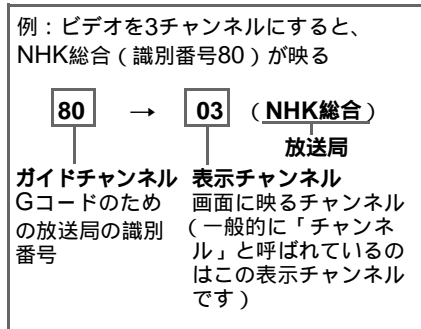 例：ビデオを3チャンネルにすると、
NHK総合（識別番号80）が映る
80 → 03 （NHK総合）
放送局
ガイドチャンネル
Gコードのため
の放送局の識別
番号
表示チャンネル
画面に映るチャンネル
（一般的に「チャンネ
ル」と呼ばれているの
はこの表示チャンネル
です）